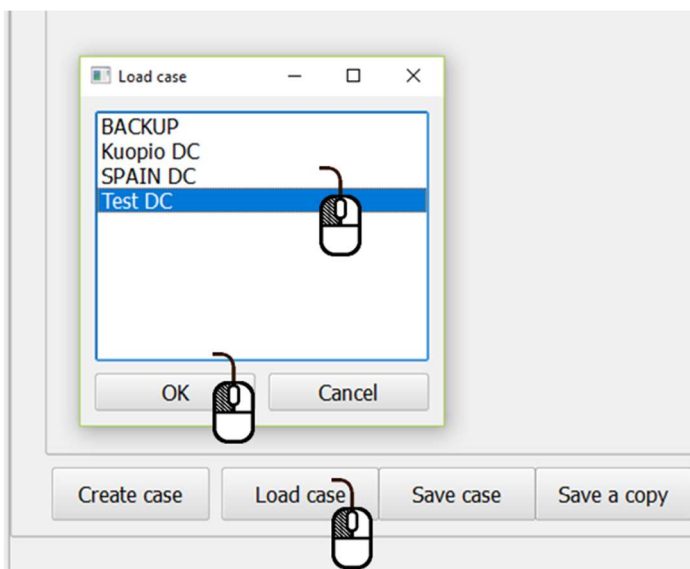 Load case
BACKUP
Kuopio DC
SPAIN DC
Test DC
OK Cancel
Create case Load case Save case Save a copy